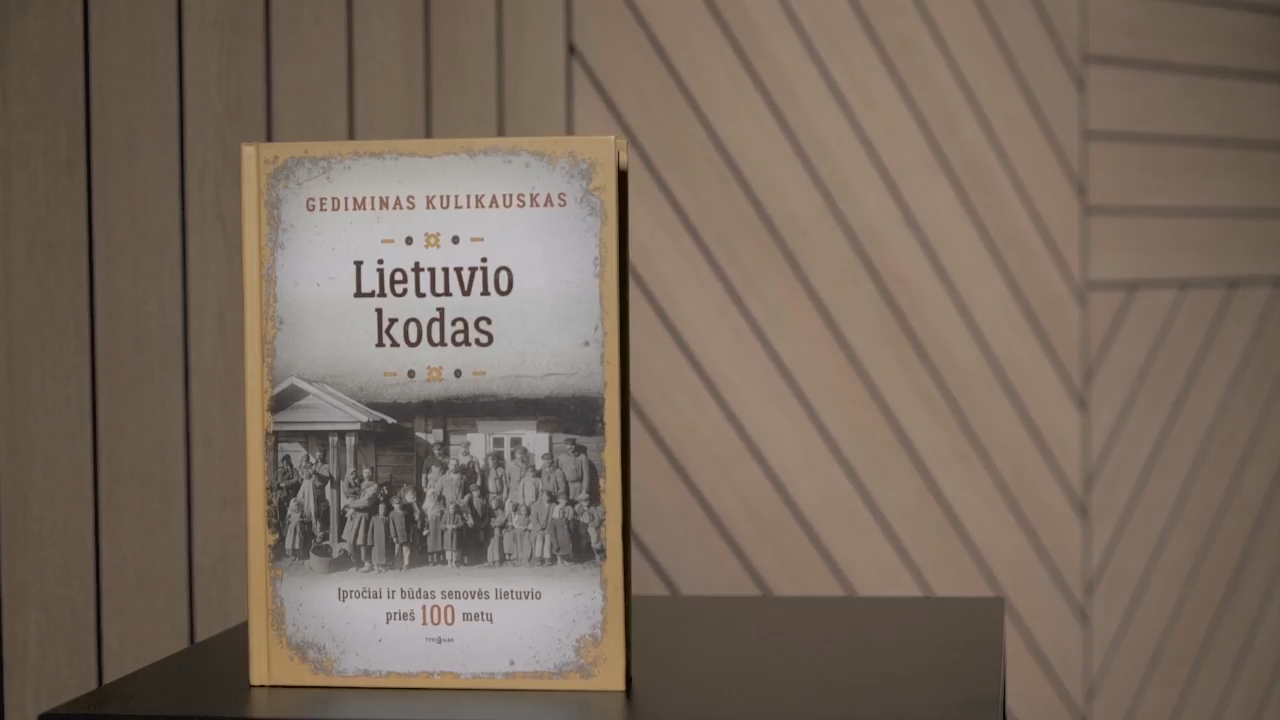 GEDIMINAS KULIKAUSKAS
Lietuvio
kodas
Įpročiai ir būdas senovės lietuvio
prieš 100 metų